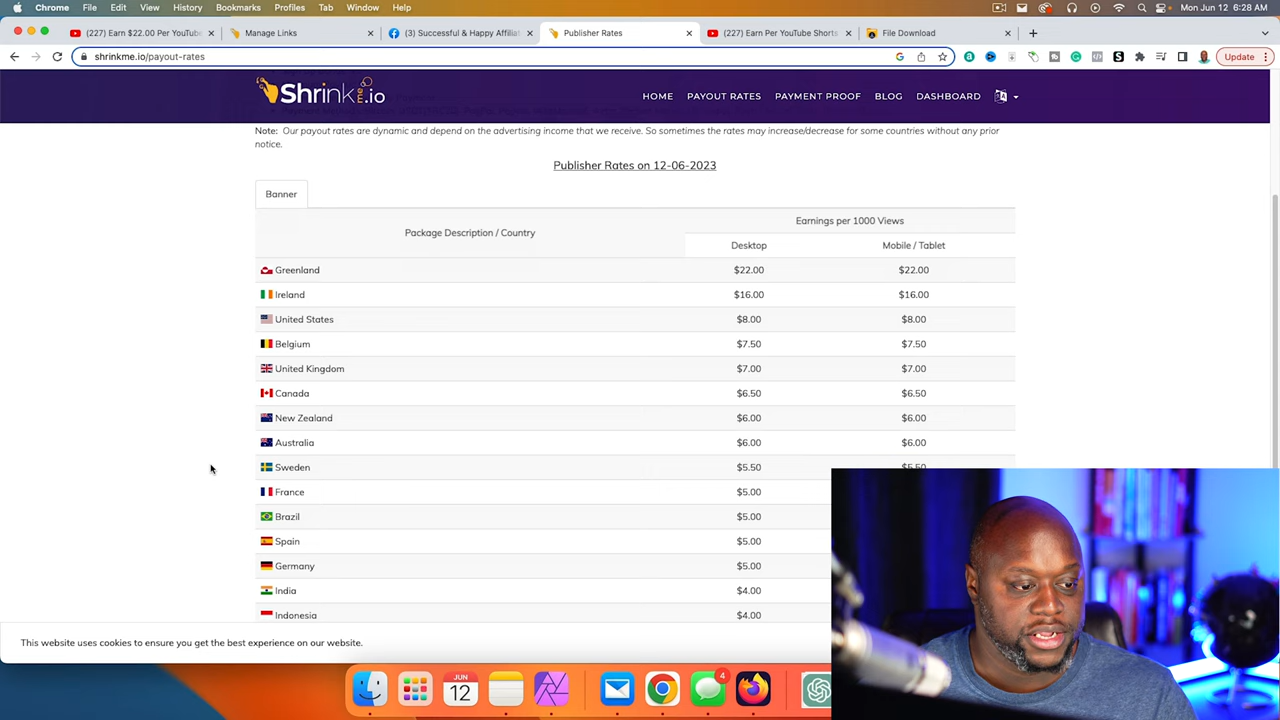 Chrome File Edit View History Bookmarks Profiles Tab Window Help Mon Jun 12 6:28 AM
(227) Earn $22.00 Per YouTube Manage Links (3) Successful & Happy Affilia Publisher Rates (227) Earn Per YouTube Shorts File Download
shrinkme.io/payout-rates Update
Shrinkme.io HOME PAYOUT RATES PAYMENT PROOF BLOG DASHBOARD
Note: Our payout rates are dynamic and depend on the advertising income that we receive. So sometimes the rates may increase/decrease for some countries without any prior
notice.
Publisher Rates on 12-06-2023
Banner
Earnings per 1000 Views
Package Description / Country
Desktop Mobile / Tablet
Greenland $22.00 $22.00
Ireland $16.00 $16.00
United States $8.00 $8.00
Belgium $7.50 $7.50
United Kingdom $7.00 $7.00
Canada $6.50 $6.50
New Zealand $6.00 $6.00
Australia $6.00 $6.00
Sweden $5.50 $5.50
France $5.00
Brazil $5.00
Spain $5.00
Germany $5.00
India $4.00
Indonesia $4.00
This website uses cookies to ensure you get the best experience on our website.
JUN
12
4